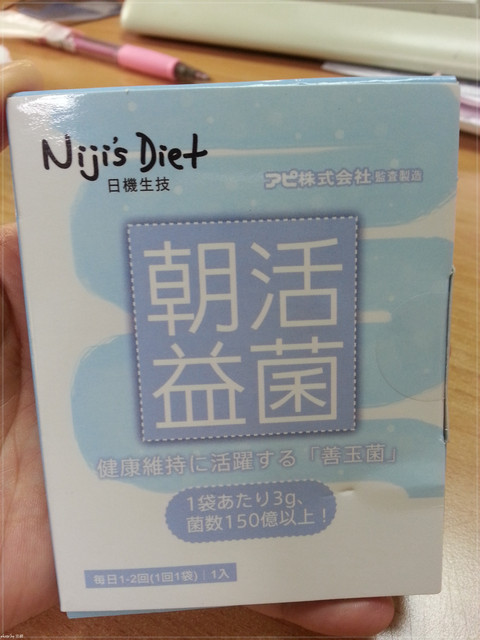 Niji's Diet
日機生技
アピ株式会社 監査製造
朝活
益菌
健康維持に活躍する「善玉菌」
1袋あたり3g、
菌数150億以上！
每日1-2回(1回1袋)｜1入